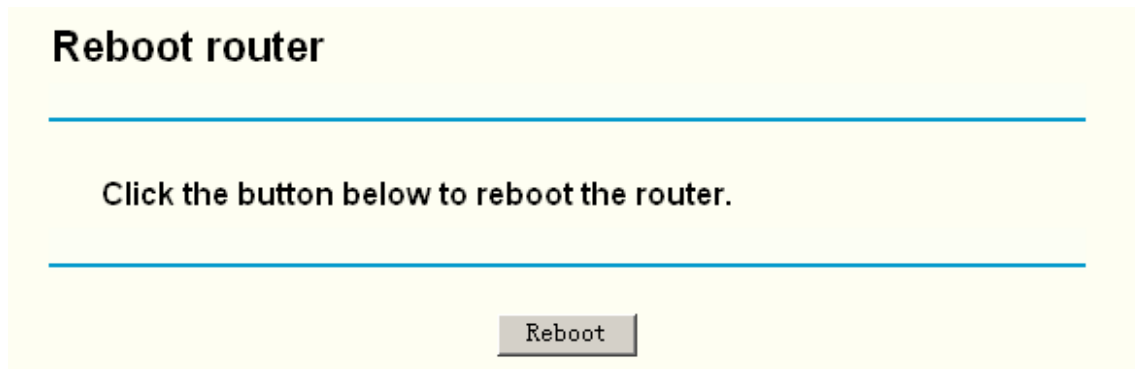 Reboot router
Click the button below to reboot the router.
Reboot